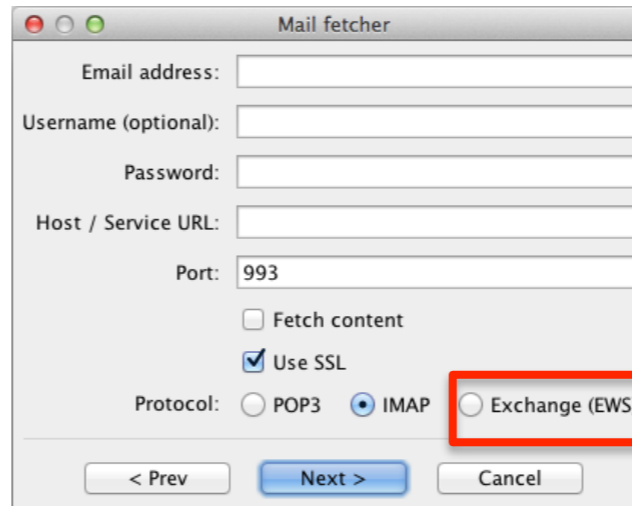 Mail fetcher
Email address:
Username (optional):
Password:
Host / Service URL:
Port: 993
Fetch content
Use SSL
Protocol: POP3 IMAP Exchange (EWS
< Prev Next > Cancel